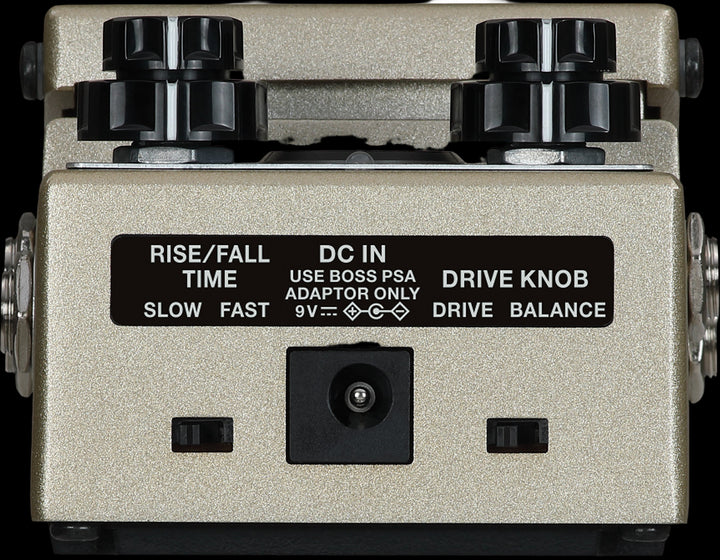 RISE/FALL
TIME
SLOW FAST
DC IN
USE BOSS PSA
ADAPTOR ONLY
9V
DRIVE KNOB
DRIVE BALANCE